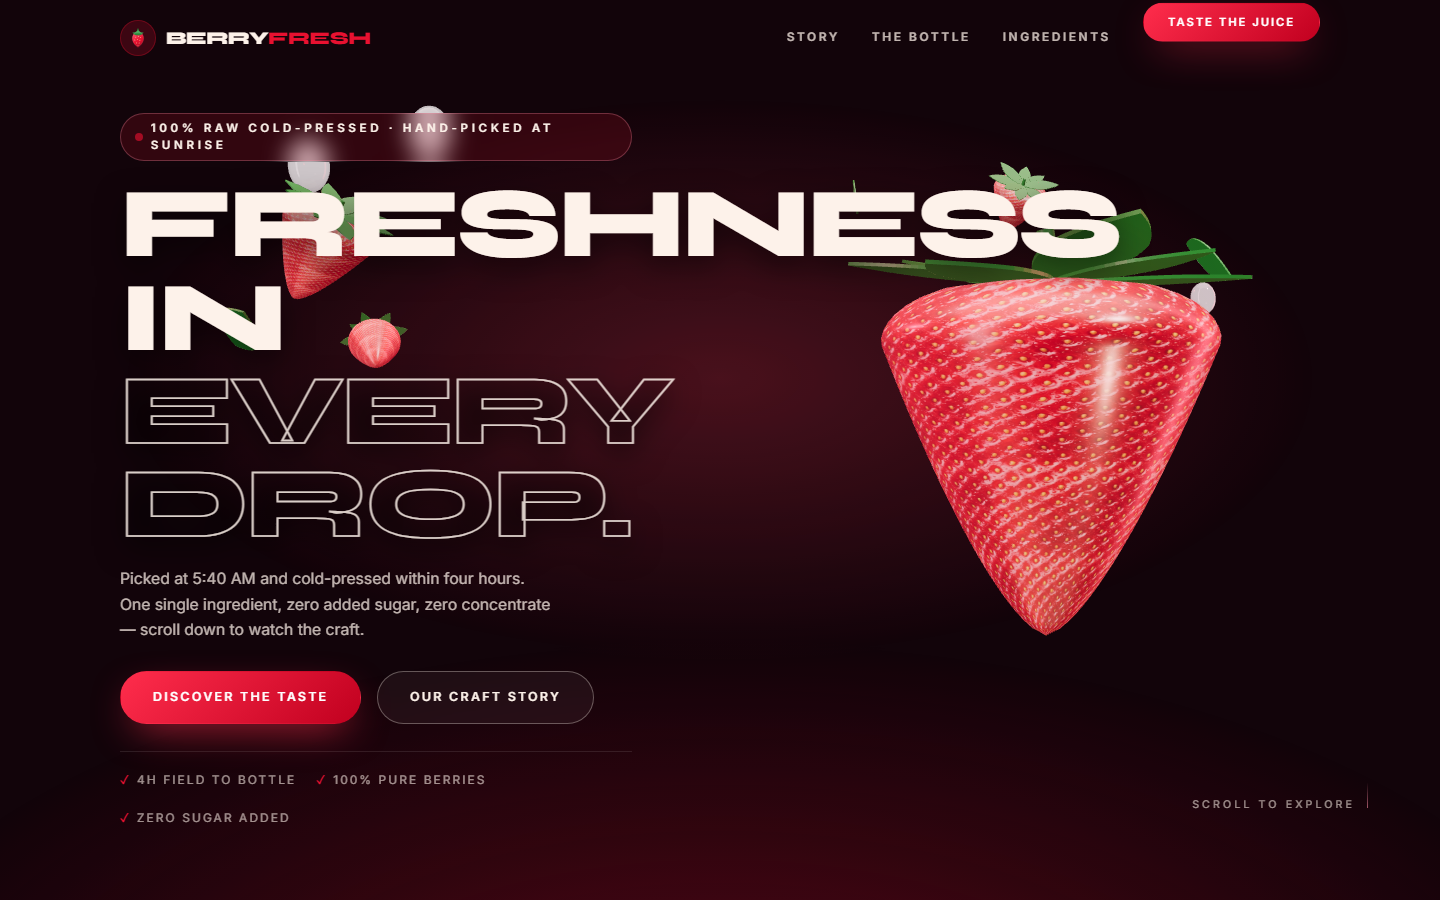 BERRYFRESH
STORY
THE BOTTLE
INGREDIENTS
TASTE THE JUICE
100% RAW COLD-PRESSED · HAND-PICKED AT
SUNRISE
FRESHNESS
IN
EVERY
DROP.
Picked at 5:40 AM and cold-pressed within four hours.
One single ingredient, zero added sugar, zero concentrate
— scroll down to watch the craft.
DISCOVER THE TASTE
OUR CRAFT STORY
✓ 4H FIELD TO BOTTLE
✓ 100% PURE BERRIES
✓ ZERO SUGAR ADDED
SCROLL TO EXPLORE